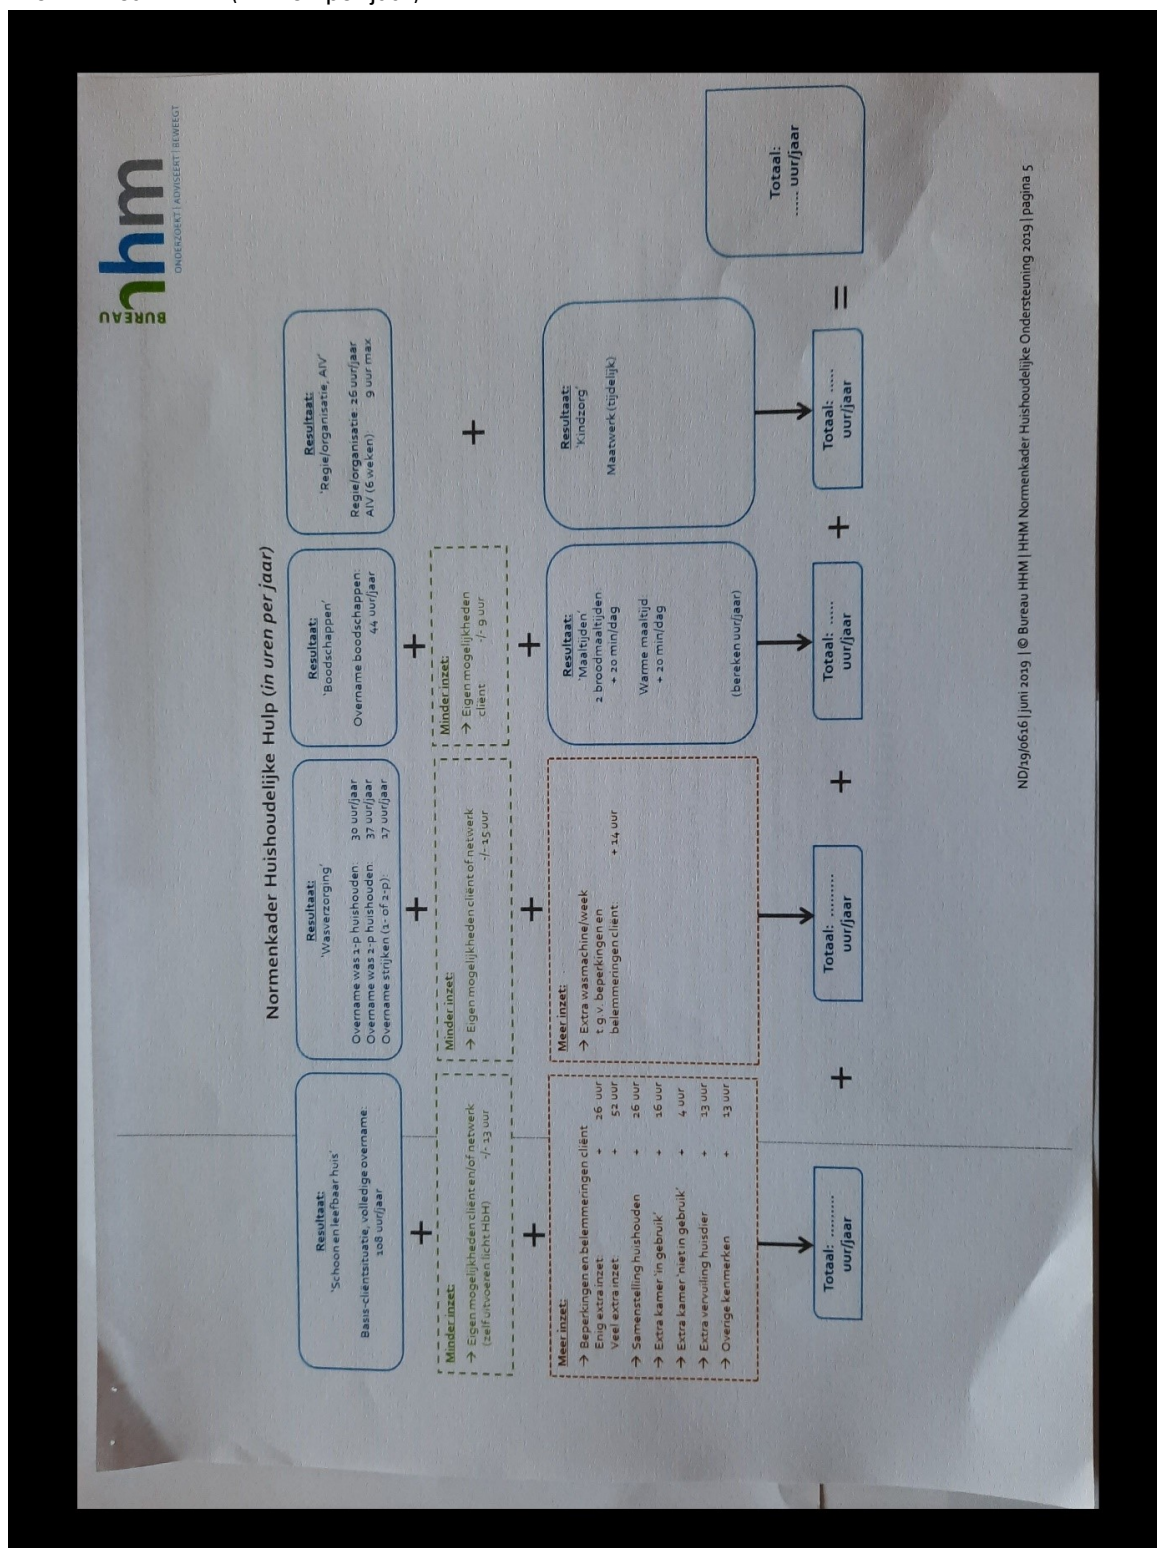 BUREAU
hhm
ONDERZOEKT | ADVISEERT | BEWEEGT
Normenkader Huishoudelijke Hulp (in uren per jaar)
Resultaat:
'Schoon en leefbaar huis'
Basis-cliëntsituatie, volledige overname:
108 uur/jaar
Resultaat:
'Wasverzorging'
Overname was 1-p huishouden: 30 uur/jaar
Overname was 2-p huishouden: 37 uur/jaar
Overname strijken (1- of 2-p): 17 uur/jaar
Resultaat:
'Boodschappen'
Overname boodschappen:
44 uur/jaar
Resultaat:
'Regie/organisatie, AIV'
Regie/organisatie: 26 uur/jaar
AIV (6 weken): 9 uur max
+
+
+
Minder inzet:
→ Eigen mogelijkheden cliënt en/of netwerk
(zelf uitvoeren licht HbH) -/- 13 uur
Minder inzet:
→ Eigen mogelijkheden cliënt of netwerk
-/- 15 uur
Minder inzet:
→ Eigen mogelijkheden
cliënt -/- 9 uur
+
+
+
+
Meer inzet:
→ Beperkingen en belemmeringen cliënt
Enig extra inzet: + 26 uur
Veel extra inzet: + 52 uur
→ Samenstelling huishouden + 26 uur
→ Extra kamer 'in gebruik' + 16 uur
→ Extra kamer 'niet in gebruik' + 4 uur
→ Extra vervuiling huisdier + 13 uur
→ Overige kenmerken + 13 uur
Meer inzet:
→ Extra wasmachine/week
t.g.v. beperkingen en
belemmeringen cliënt: + 14 uur
Resultaat:
'Maaltijden'
2 broodmaaltijden:
+ 20 min/dag
Warme maaltijd:
+ 20 min/dag
(bereken uur/jaar)
Resultaat:
'Kindzorg'
Maatwerk (tijdelijk)
Totaal: .........
uur/jaar
+
Totaal: .........
uur/jaar
+
Totaal: .....
uur/jaar
+
Totaal: .....
uur/jaar
=
Totaal:
..... uur/jaar
ND/19/0616 | juni 2019 | © Bureau HHM | HHM Normenkader Huishoudelijke Ondersteuning 2019 | pagina 5